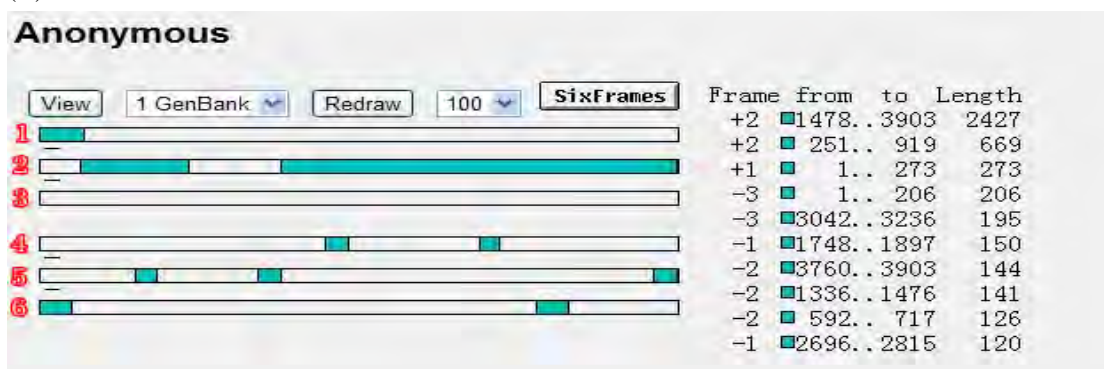 Anonymous
View 1 GenBank Redraw 100 SixFrames
Frame from to Length
1
+2 1478.. 3903 2427
+2 251.. 919 669
2
+1 1.. 273 273
3
-3 1.. 206 206
-3 3042.. 3236 195
4
-1 1748.. 1897 150
5
-2 3760.. 3903 144
-2 1336.. 1476 141
6
-2 592.. 717 126
-1 2696.. 2815 120